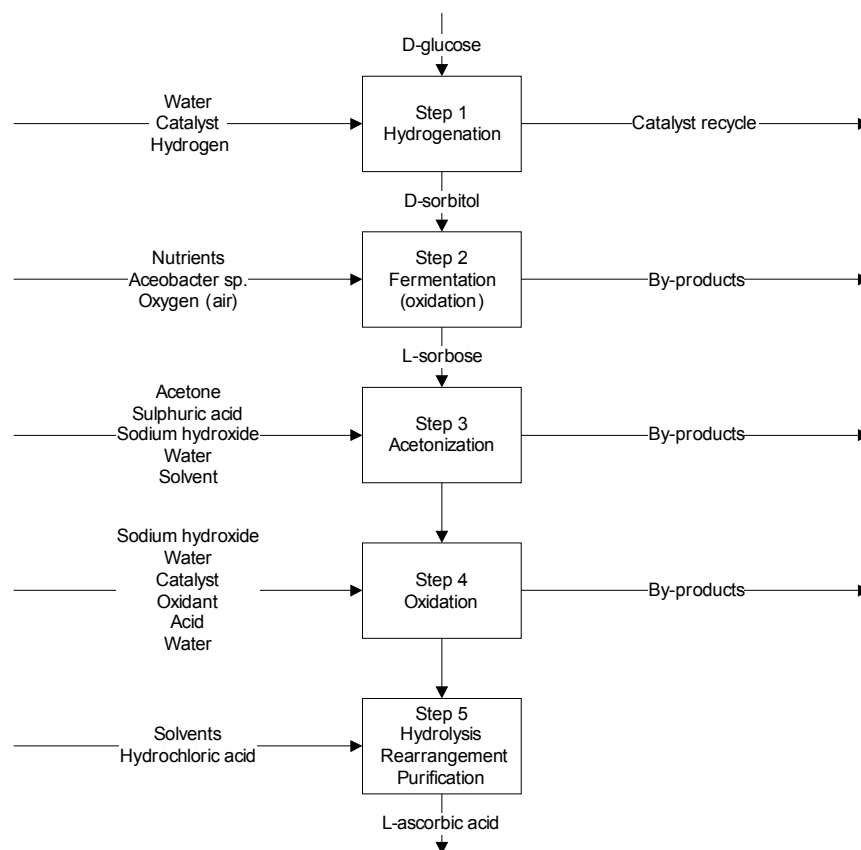 D-glucose
Water
Catalyst
Hydrogen
Step 1
Hydrogenation
Catalyst recycle
D-sorbitol
Nutrients
Aceobacter sp.
Oxygen (air)
Step 2
Fermentation
(oxidation)
By-products
L-sorbose
Acetone
Sulphuric acid
Sodium hydroxide
Water
Solvent
Step 3
Acetonization
By-products
Sodium hydroxide
Water
Catalyst
Oxidant
Acid
Water
Step 4
Oxidation
By-products
Solvents
Hydrochloric acid
Step 5
Hydrolysis
Rearrangement
Purification
L-ascorbic acid